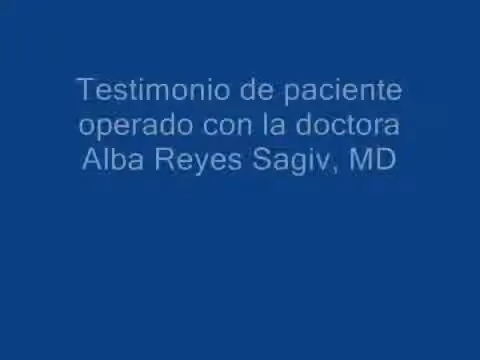 Testimonio de paciente
operado con la doctora
Alba Reyes Sagiv, MD